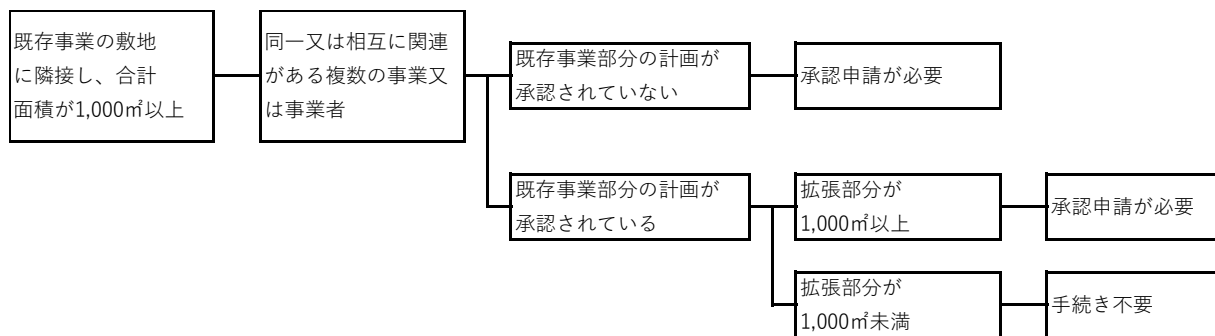 既存事業の敷地
に隣接し、合計
面積が1,000㎡以上
同一又は相互に関連
がある複数の事業又
は事業者
既存事業部分の計画が
承認されていない
承認申請が必要
既存事業部分の計画が
承認されている
拡張部分が
1,000㎡以上
承認申請が必要
拡張部分が
1,000㎡未満
手続き不要